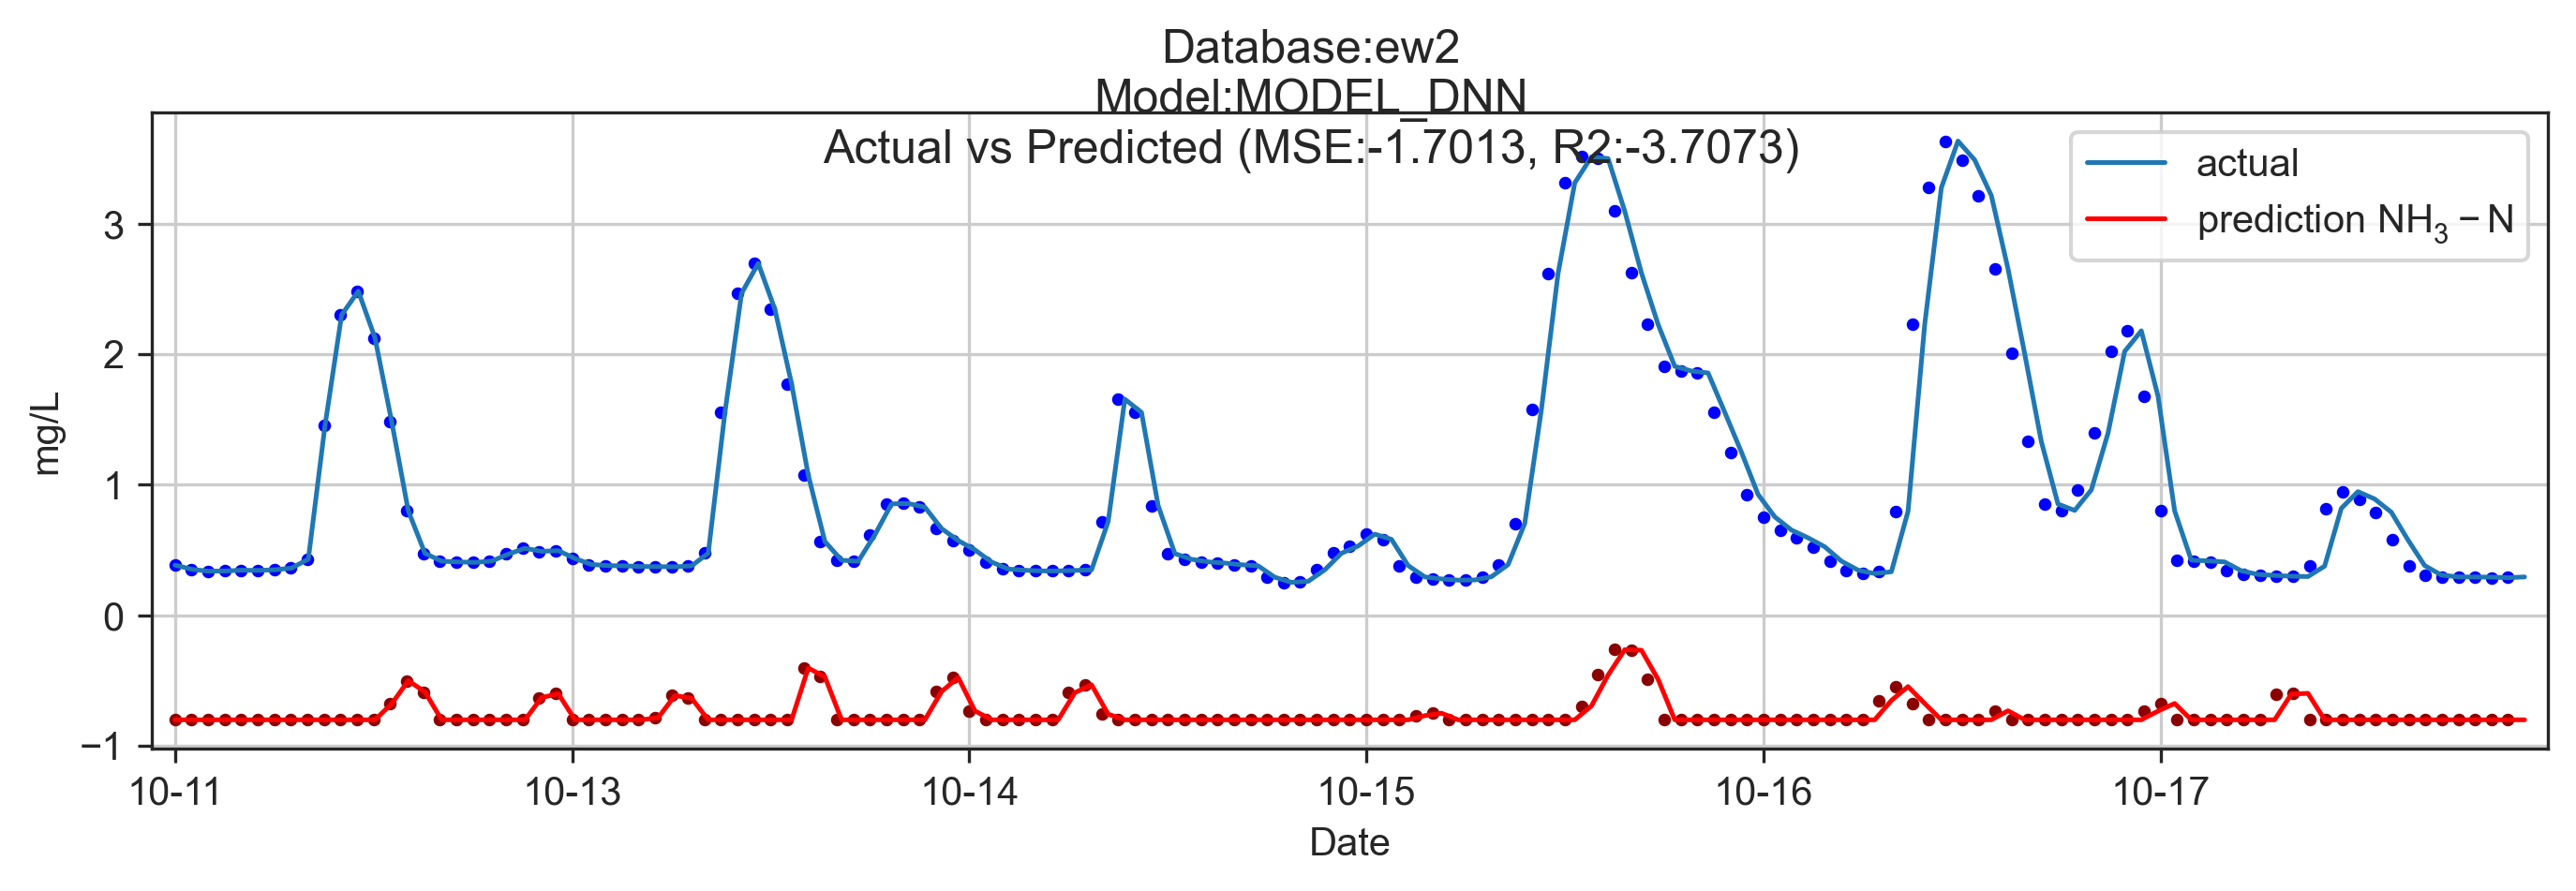 Database:ew2
Model:MODEL_DNN
Actual vs Predicted (MSE:-1.7013, R2:-3.7073)
actual
prediction NH₃ − N
mg/L
3
2
1
0
−1
10-11 10-13 10-14 10-15 10-16 10-17
Date